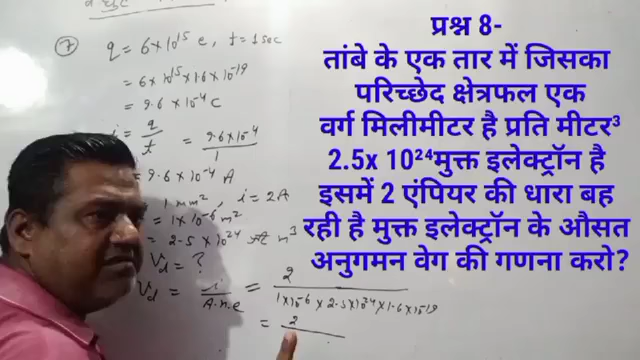 7 q = 6×10¹⁵ e, t = 1 sec
= 6×10¹⁵×1.6×10⁻¹⁹
= 9.6×10⁻⁴ C
= q/t = 9.6×10⁻⁴/1
= 9.6×10⁻⁴ A
1 mm², i = 2A
= 1×10⁻⁶ m²
= 2.5×10²⁴ m³
Vd = ?
Vd = i/A.n.e = 2/1×10⁻⁶×2.5×10²⁴×1.6×10⁻¹⁹
= 2
प्रश्न 8-
तांबे के एक तार में जिसका
परिच्छेद क्षेत्रफल एक
वर्ग मिलीमीटर है प्रति मीटर³
2.5x 10²⁴मुक्त इलेक्ट्रॉन है
इसमें 2 एंपियर की धारा बह
रही है मुक्त इलेक्ट्रॉन के औसत
अनुगमन वेग की गणना करो?